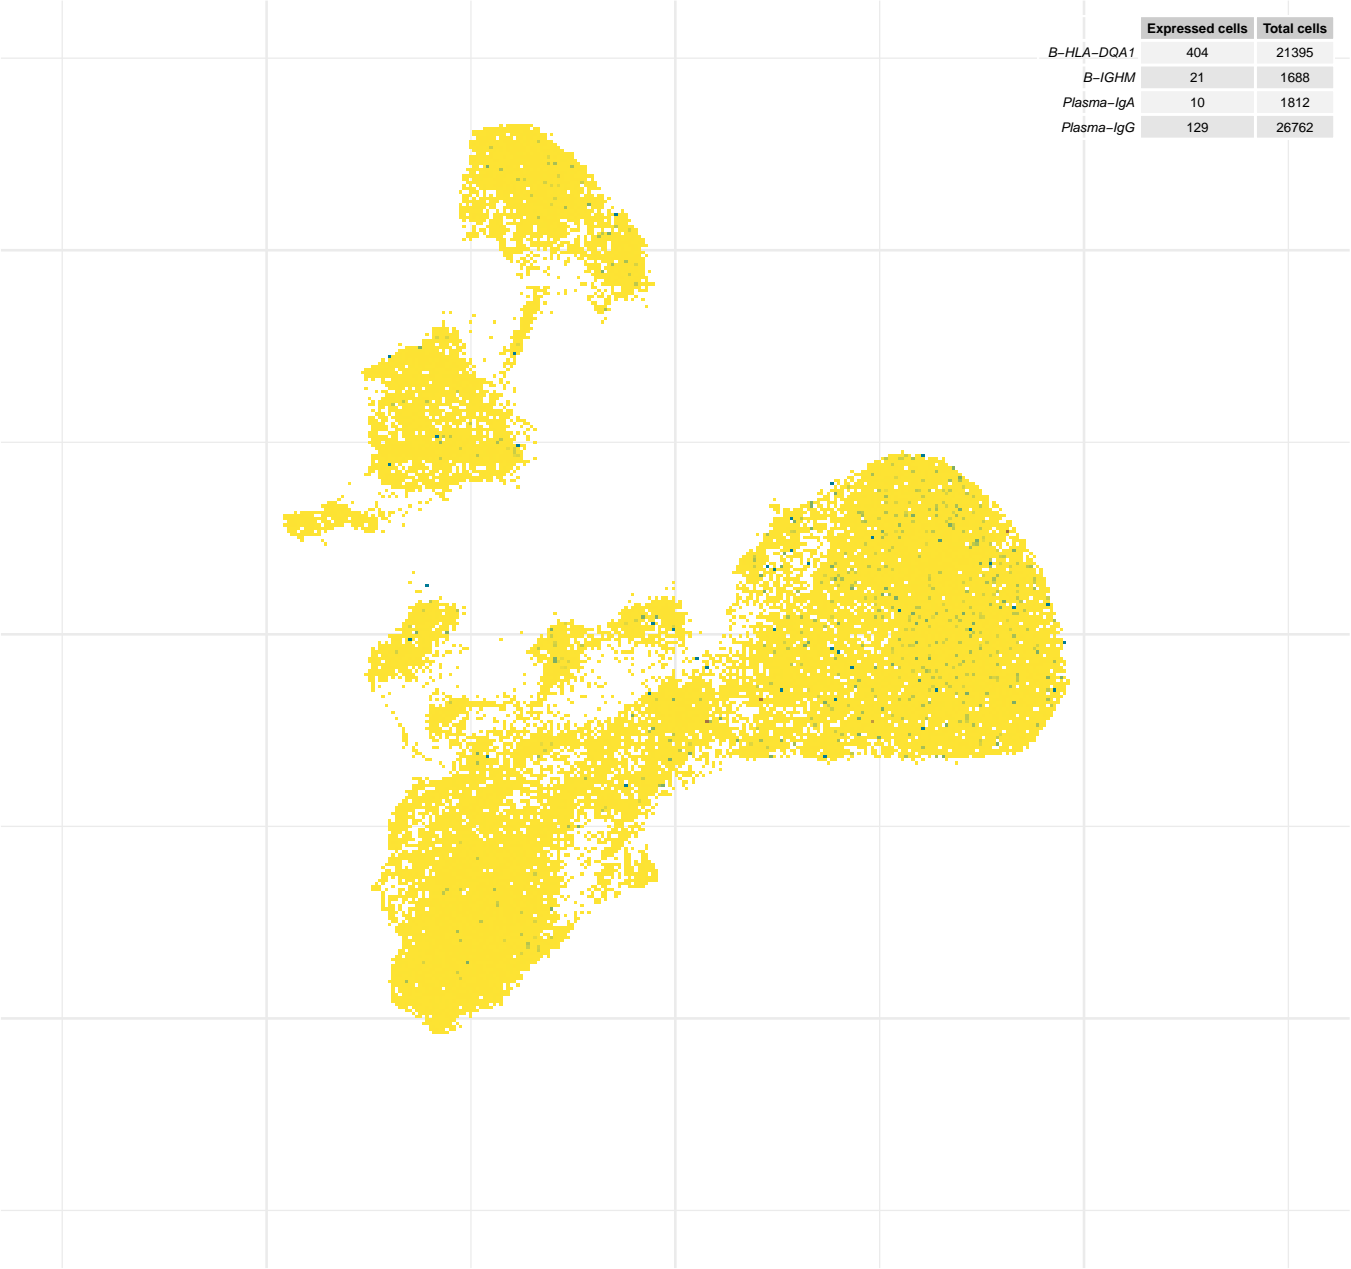 Expressed cells Total cells
B−HLA−DQA1 404 21395
B−IGHM 21 1688
Plasma−IgA 10 1812
Plasma−IgG 129 26762